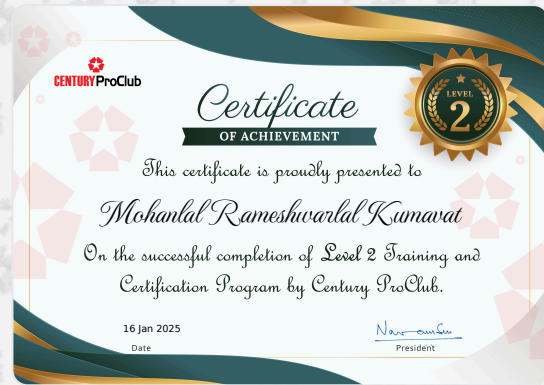 CENTURY ProClub
LEVEL
2
Certificate
OF ACHIEVEMENT
This certificate is proudly presented to
Mohanlal Rameshwarlal Kumavat
On the successful completion of Level 2 Training and
Certification Program by Century ProClub.
16 Jan 2025
Date
President